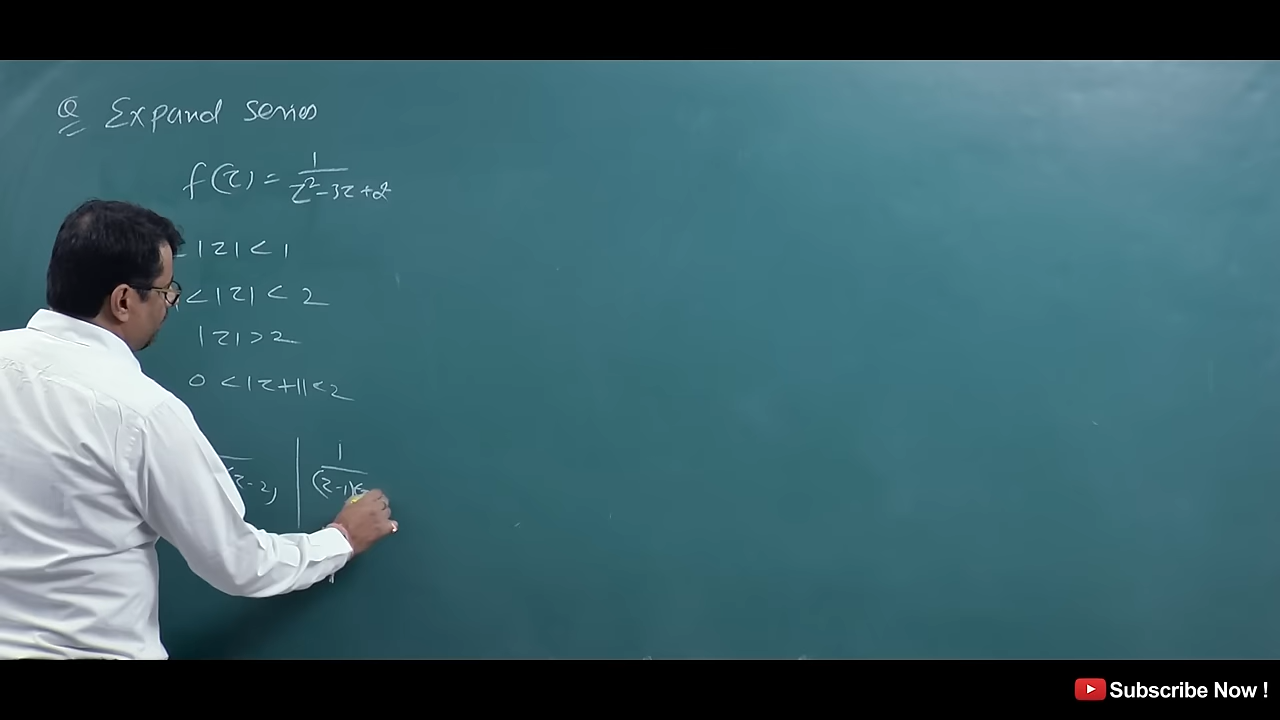 Q Expand series
f(z) = 1/(z² - 3z + 2)
|z| < 1
< |z| < 2
|z| > 2
0 < |z+1| < 2
z - 2) | 1/(z-1)(
Subscribe Now !